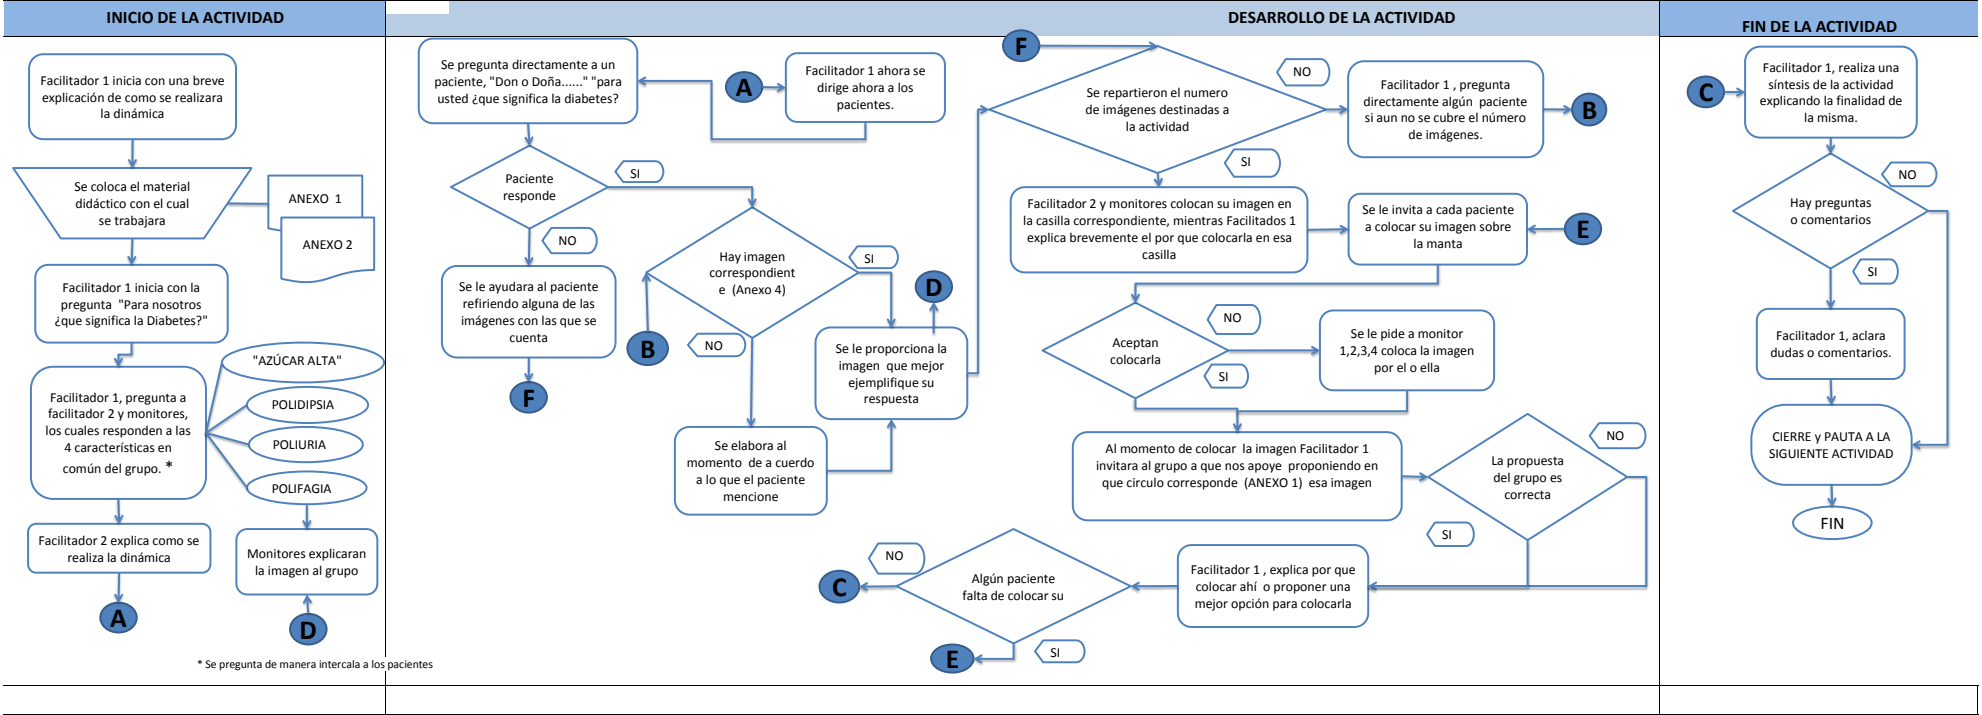 INICIO DE LA ACTIVIDAD
Facilitador 1 inicia con una breve
explicación de como se realizara
la dinámica
Se coloca el material
didáctico con el cual
se trabajara
ANEXO 1
ANEXO 2
Facilitador 1 inicia con la
pregunta "Para nosotros
¿que significa la Diabetes?"
Facilitador 1, pregunta a
facilitador 2 y monitores,
los cuales responden a las
4 características en
común del grupo. *
"AZÚCAR ALTA"
POLIDIPSIA
POLIURIA
POLIFAGIA
Facilitador 2 explica como se
realiza la dinámica
A
Monitores explicaran
la imagen al grupo
D
* Se pregunta de manera intercala a los pacientes
DESARROLLO DE LA ACTIVIDAD
Se pregunta directamente a un
paciente, "Don o Doña......" "para
usted ¿que significa la diabetes?
A
Facilitador 1 ahora se
dirige ahora a los
pacientes.
Paciente
responde
SI
NO
Se le ayudara al paciente
refiriendo alguna de las
imágenes con las que se
cuenta
F
Hay imagen
correspondient
e (Anexo 4)
SI
NO
B
D
Se le proporciona la
imagen que mejor
ejemplifique su
respuesta
Se elabora al
momento de a cuerdo
a lo que el paciente
mencione
F
Se repartieron el numero
de imágenes destinadas a
la actividad
NO
SI
Facilitador 1 , pregunta
directamente algún paciente
si aun no se cubre el número
de imágenes.
B
Facilitador 2 y monitores colocan su imagen en
la casilla correspondiente, mientras Facilitados 1
explica brevemente el por que colocarla en esa
casilla
Se le invita a cada paciente
a colocar su imagen sobre
la manta
E
Aceptan
colocarla
NO
SI
Se le pide a monitor
1,2,3,4 coloca la imagen
por el o ella
Al momento de colocar la imagen Facilitador 1
invitara al grupo a que nos apoye proponiendo en
que circulo corresponde (ANEXO 1) esa imagen
La propuesta
del grupo es
correcta
NO
SI
Facilitador 1 , explica por que
colocar ahí o proponer una
mejor opción para colocarla
Algún paciente
falta de colocar su
NO
C
SI
E
FIN DE LA ACTIVIDAD
C
Facilitador 1, realiza una
síntesis de la actividad
explicando la finalidad de
la misma.
Hay preguntas
o comentarios
NO
SI
Facilitador 1, aclara
dudas o comentarios.
CIERRE y PAUTA A LA
SIGUIENTE ACTIVIDAD
FIN